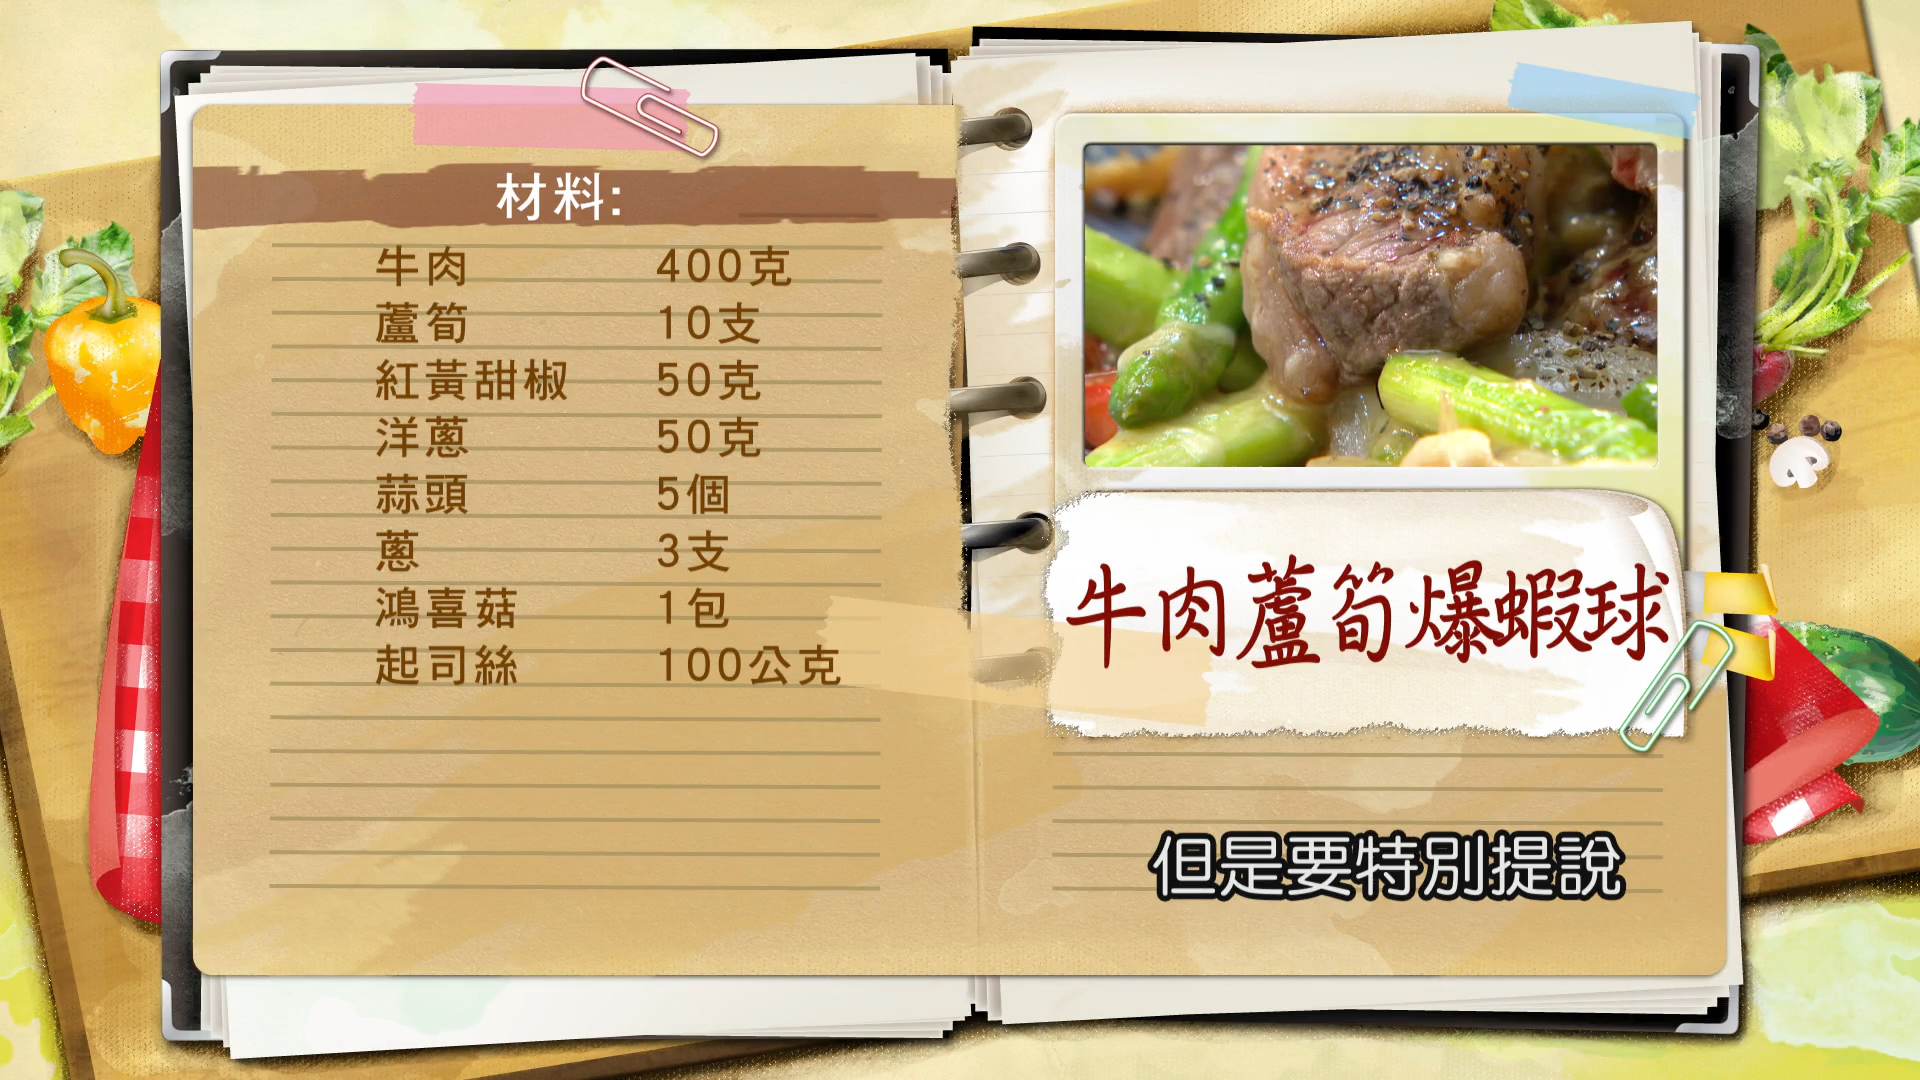 材料:
牛肉 400克
蘆筍 10支
紅黃甜椒 50克
洋蔥 50克
蒜頭 5個
蔥 3支
鴻喜菇 1包
起司絲 100公克
牛肉蘆筍爆蝦球
但是要特別提說